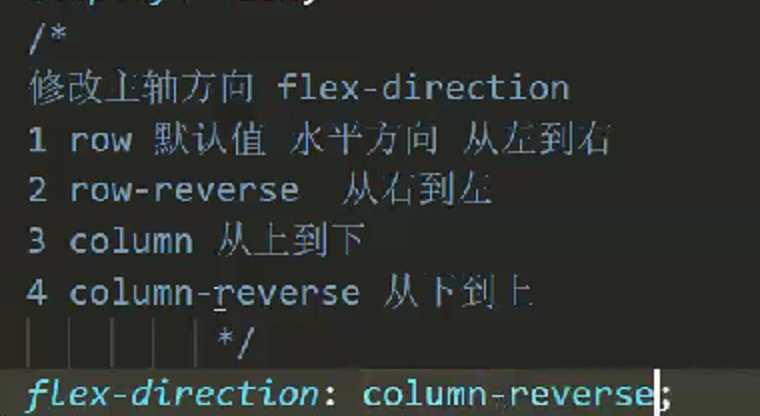 /*
修改主轴方向 flex-direction
1 row 默认值 水平方向 从左到右
2 row-reverse 从右到左
3 column 从上到下
4 column-reverse 从下到上
*/
flex-direction: column-reverse;